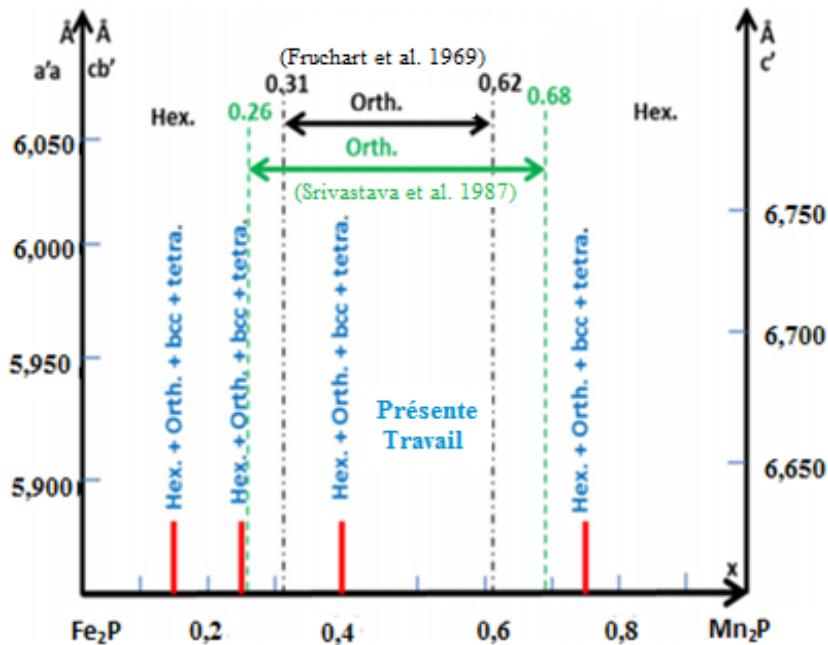 Å Å
a'a cb'
(Fruchart et al. 1969)
Å
c'
Hex.
0.26
0,31
Orth.
0,62
0.68
Hex.
Orth.
(Srivastava et al. 1987)
6,050
6,000
5,950
5,900
6,750
6,700
6,650
Hex. + Orth. + bcc + tetra.
Hex. + Orth. + bcc + tetra.
Hex. + Orth. + bcc + tetra.
Hex. + Orth. + bcc + tetra.
Présente
Travail
x
Fe₂P 0,2 0,4 0,6 0,8 Mn₂P